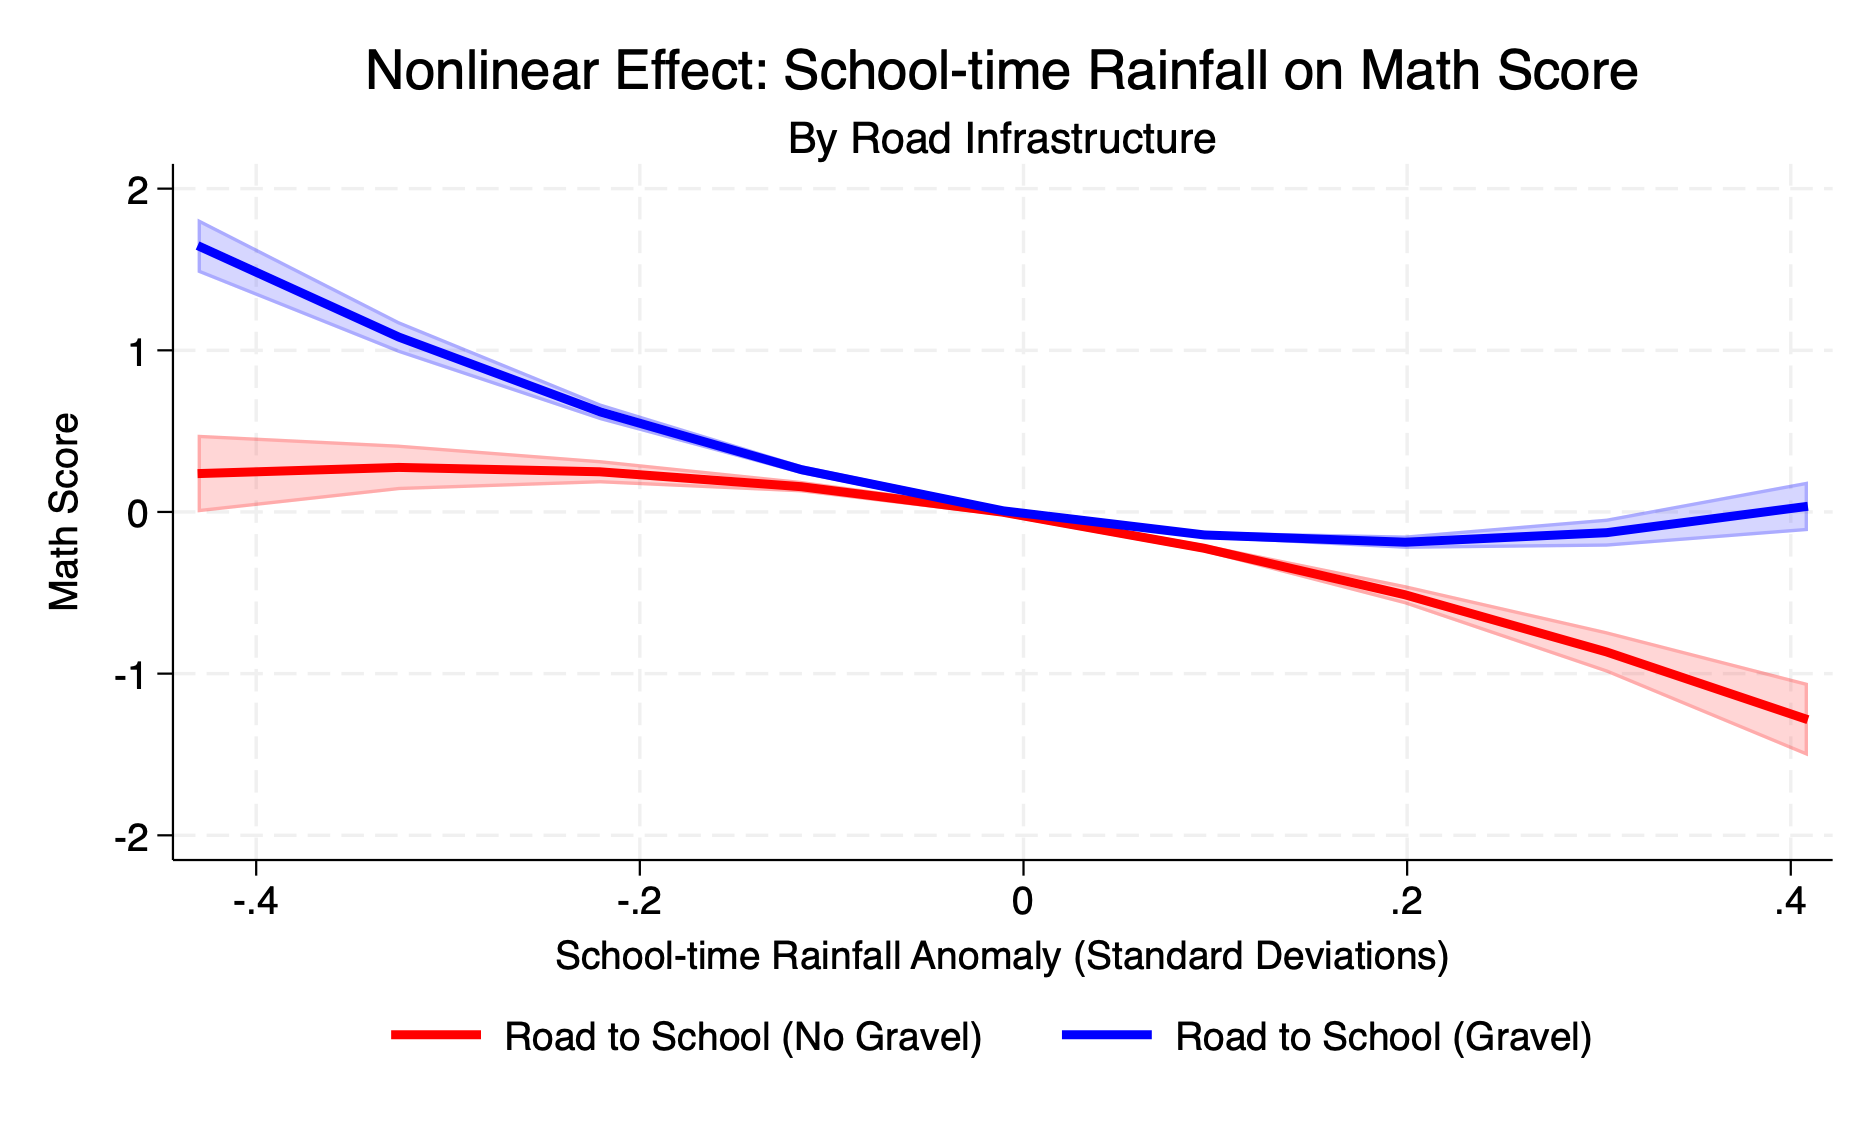 Nonlinear Effect: School-time Rainfall on Math Score
By Road Infrastructure
2
1
0
-1
-2
Math Score
-.4 -.2 0 .2 .4
School-time Rainfall Anomaly (Standard Deviations)
Road to School (No Gravel) Road to School (Gravel)